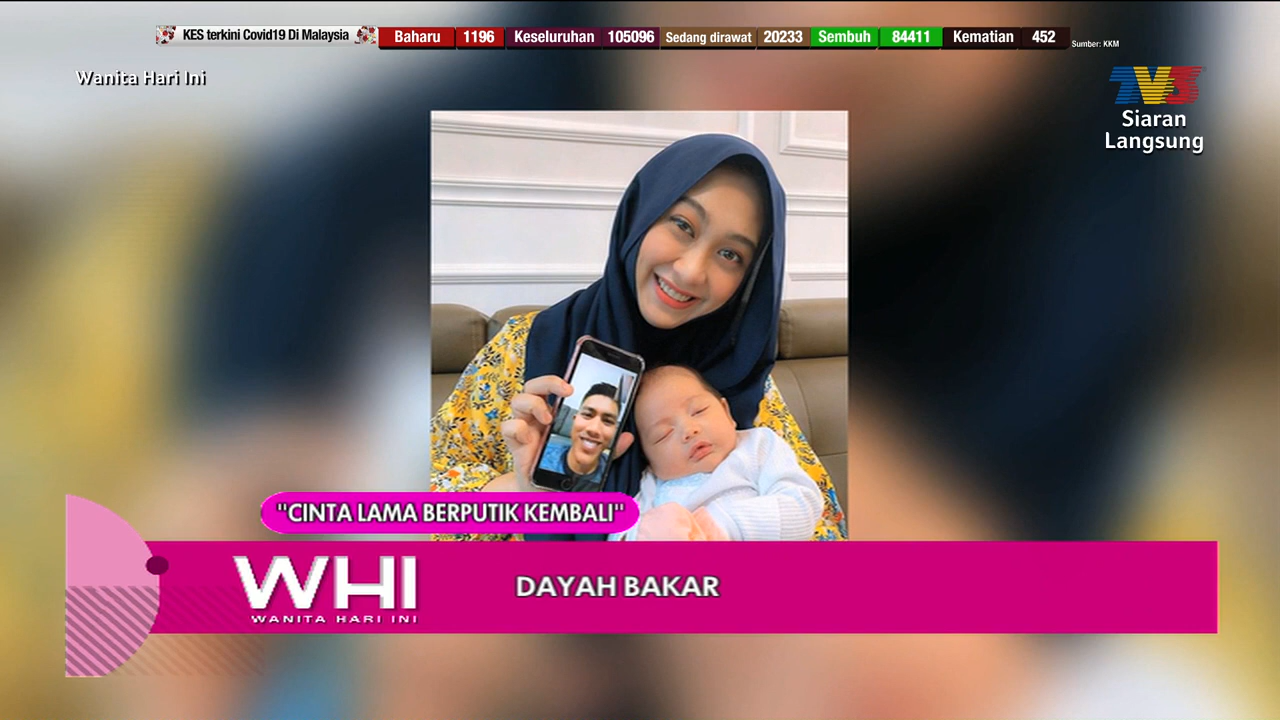 KES terkini Covid19 Di Malaysia Baharu 1196 Keseluruhan 105096 Sedang dirawat 20233 Sembuh 84411 Kematian 452 Sumber: KKM
Wanita Hari Ini
TV3
Siaran
Langsung
"CINTA LAMA BERPUTIK KEMBALI"
WHI
WANITA HARI INI
DAYAH BAKAR